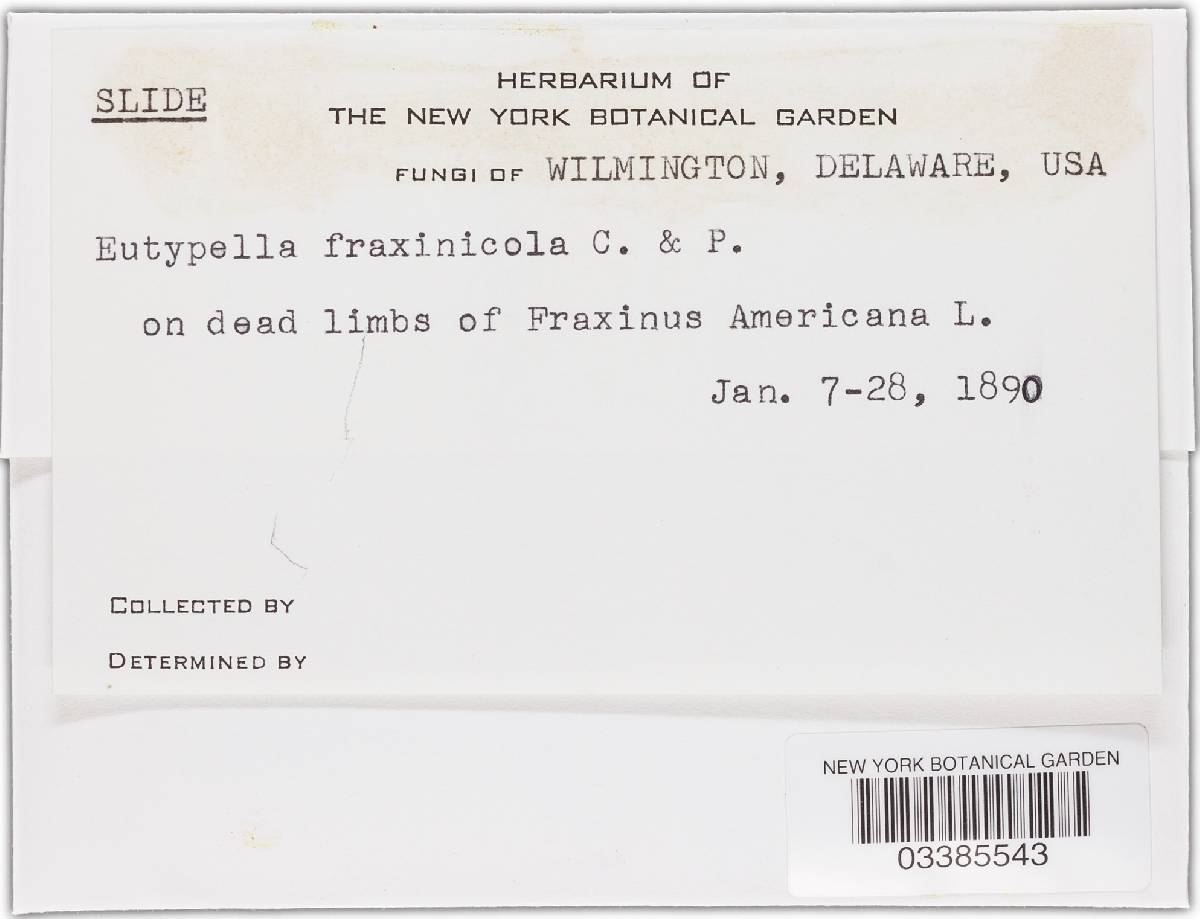 SLIDE
HERBARIUM OF
THE NEW YORK BOTANICAL GARDEN
FUNGI OF WILMINGTON, DELAWARE, USA
Eutypella fraxinicola C. & P.
on dead limbs of Fraxinus Americana L.
Jan. 7-28, 1890
COLLECTED BY
DETERMINED BY
NEW YORK BOTANICAL GARDEN
03385543